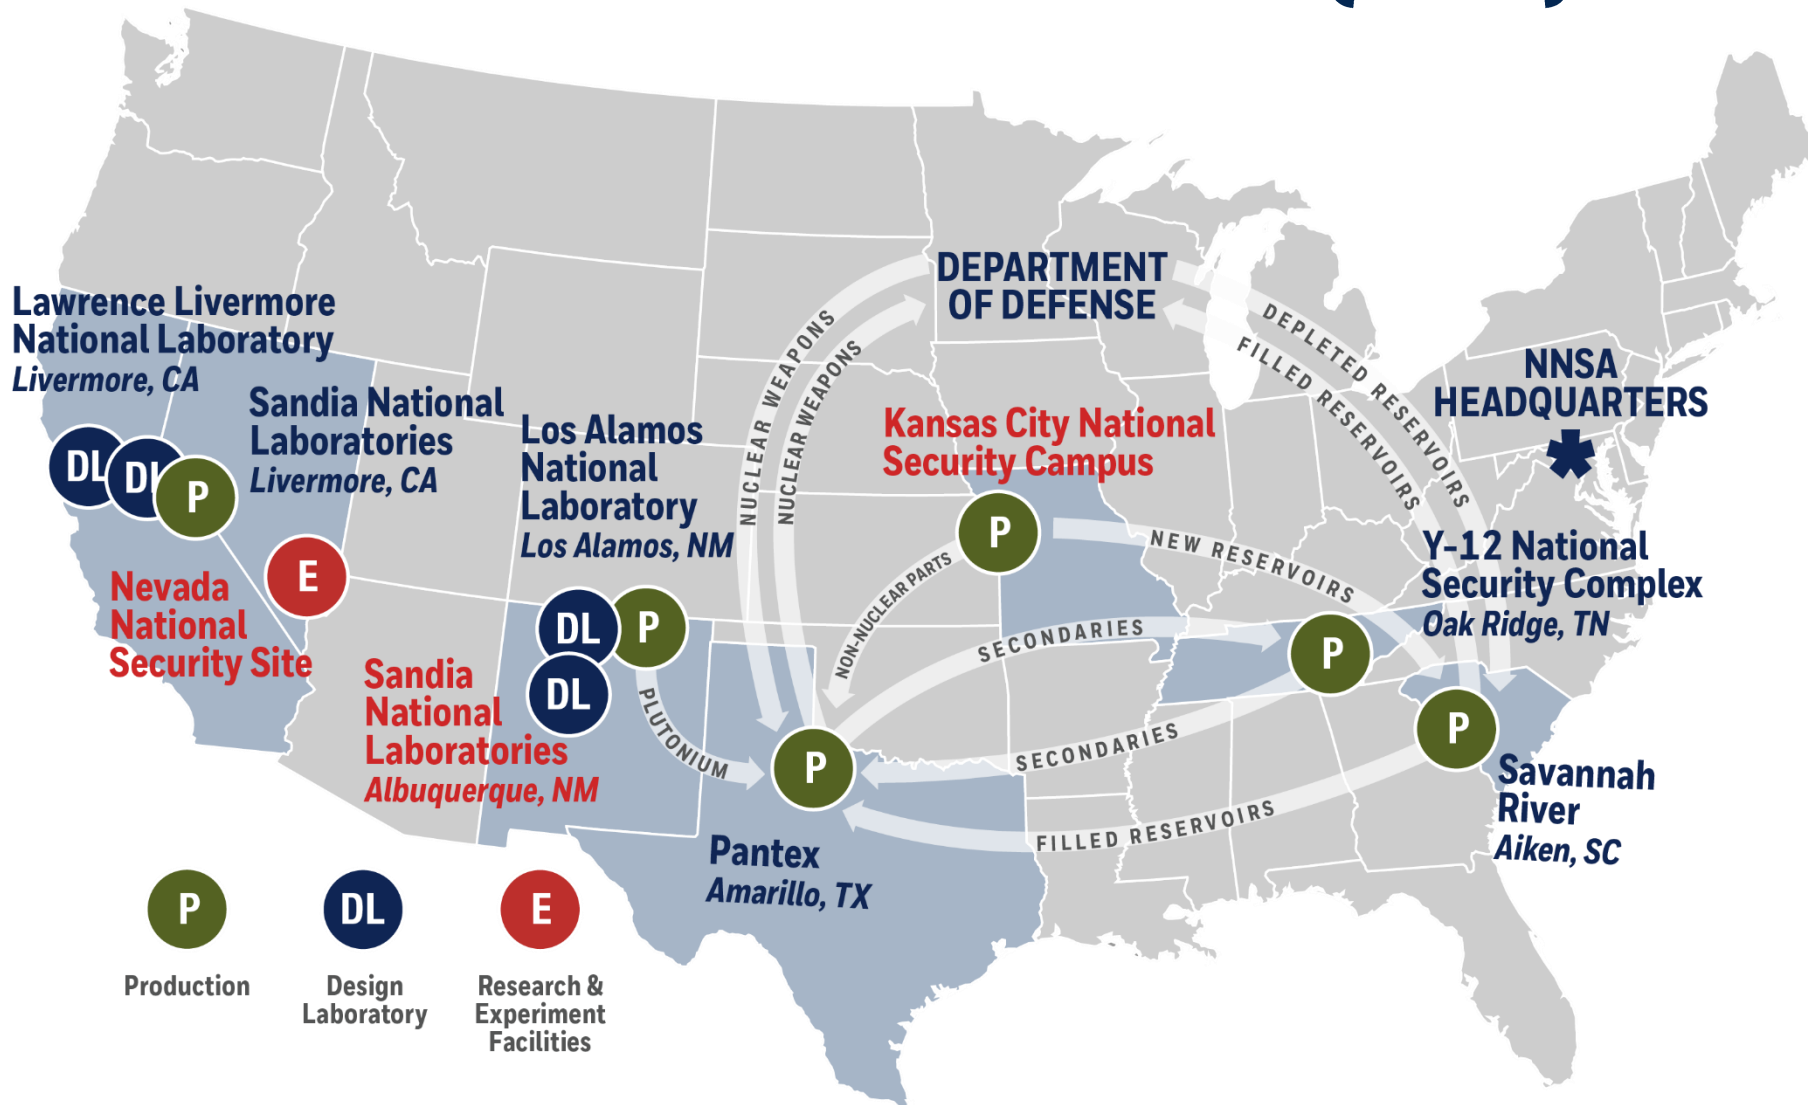 DEPARTMENT
OF DEFENSE
Lawrence Livermore
National Laboratory
Livermore, CA
Sandia National
Laboratories
Livermore, CA
Los Alamos
National
Laboratory
Los Alamos, NM
NUCLEAR WEAPONS
NUCLEAR WEAPONS
DEPLETED RESERVOIRS
FILLED RESERVOIRS
NNSA
HEADQUARTERS
*
Kansas City National
Security Campus
DL
DL
P
E
P
NEW RESERVOIRS
Y-12 National
Security Complex
Oak Ridge, TN
Nevada
National
Security Site
DL
P
DL
NON-NUCLEAR PARTS
SECONDARIES
P
Sandia
National
Laboratories
Albuquerque, NM
PLUTONIUM
P
SECONDARIES
P
Savannah
River
Aiken, SC
FILLED RESERVOIRS
Pantex
Amarillo, TX
P
DL
E
Production
Design
Laboratory
Research &
Experiment
Facilities